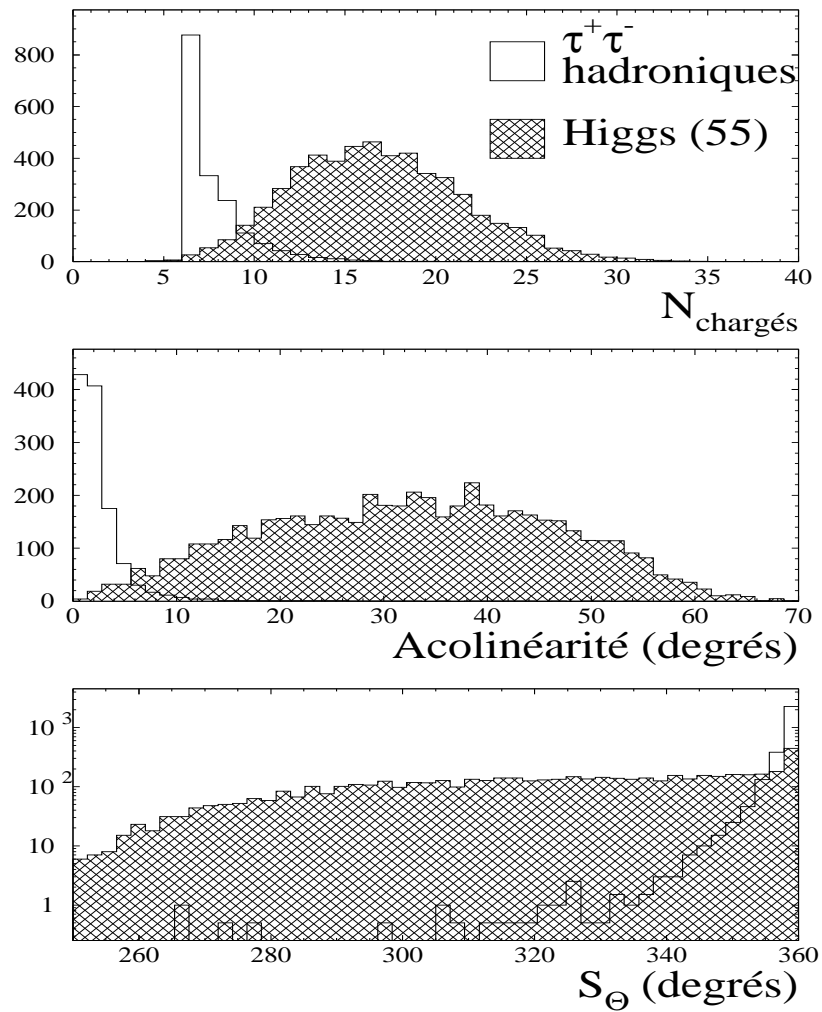 τ⁺τ⁻
hadroniques
Higgs (55)
800
600
400
200
0
0 5 10 15 20 25 30 35 40
N_chargés
400
300
200
100
0
0 10 20 30 40 50 60 70
Acolinéarité (degrés)
10³
10²
10
1
260 280 300 320 340 360
S_Θ (degrés)